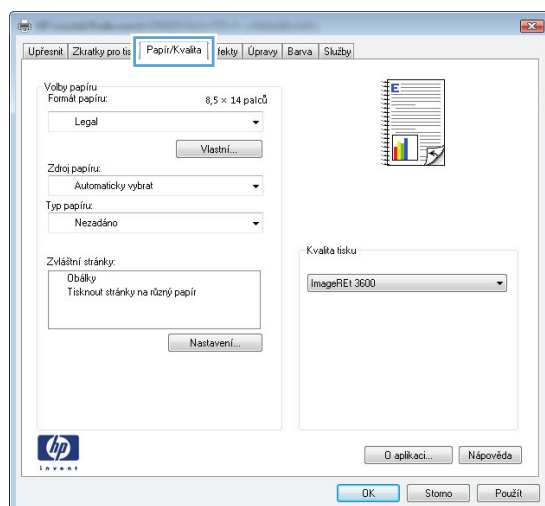 Upřesnit Zkratky pro tis Papír/Kvalita fekty Úpravy Barva Služby
Volby papíru
Formát papíru: 8,5 × 14 palců
Legal
Vlastní...
Zdroj papíru:
Automaticky vybrat
Typ papíru:
Nezadáno
Zvláštní stránky:
Obálky
Tisknout stránky na různý papír
Nastavení...
E
Kvalita tisku
ImageREt 3600
hp
invent
O aplikaci... Nápověda
OK Storno Použít